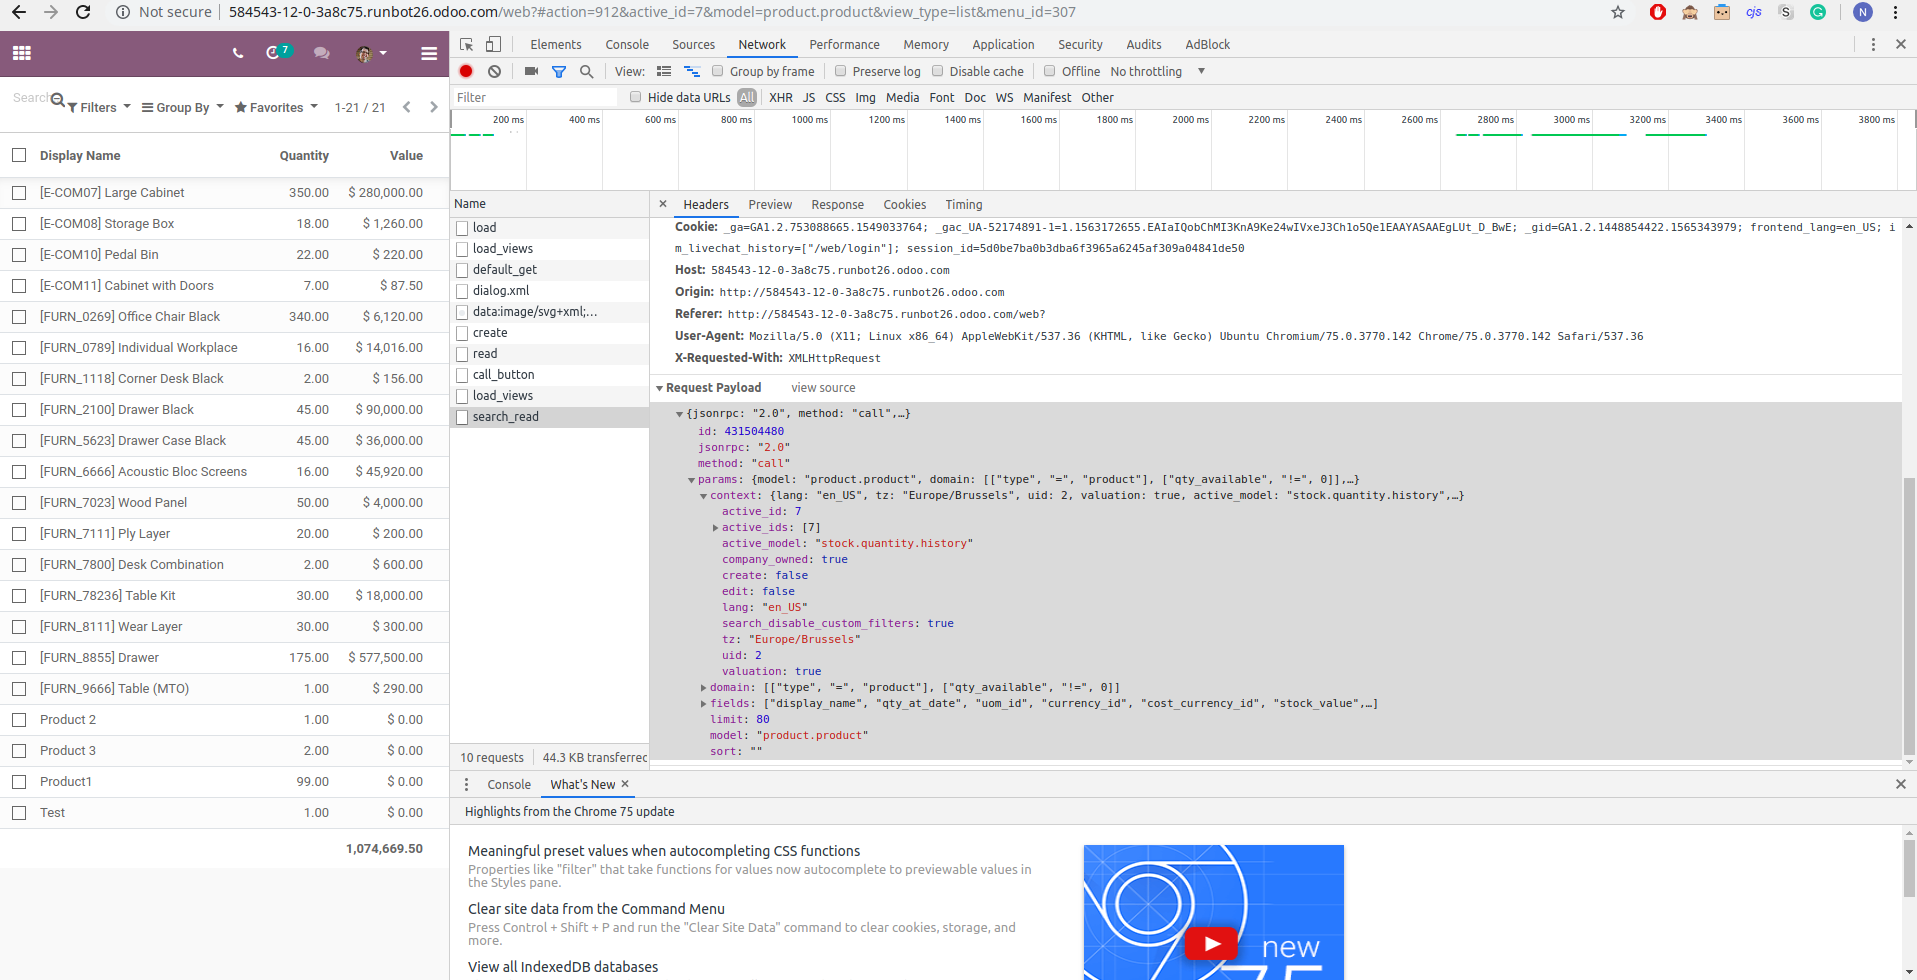 Not secure 584543-12-0-3a8c75.runbot26.odoo.com/web?#action=912&active_id=7&model=product.product&view_type=list&menu_id=307
cjs S G N
7
Search Filters Group By Favorites 1-21 / 21
Display Name Quantity Value
[E-COM07] Large Cabinet 350.00 $ 280,000.00
[E-COM08] Storage Box 18.00 $ 1,260.00
[E-COM10] Pedal Bin 22.00 $ 220.00
[E-COM11] Cabinet with Doors 7.00 $ 87.50
[FURN_0269] Office Chair Black 340.00 $ 6,120.00
[FURN_0789] Individual Workplace 16.00 $ 14,016.00
[FURN_1118] Corner Desk Black 2.00 $ 156.00
[FURN_2100] Drawer Black 45.00 $ 90,000.00
[FURN_5623] Drawer Case Black 45.00 $ 36,000.00
[FURN_6666] Acoustic Bloc Screens 16.00 $ 45,920.00
[FURN_7023] Wood Panel 50.00 $ 4,000.00
[FURN_7111] Ply Layer 20.00 $ 200.00
[FURN_7800] Desk Combination 2.00 $ 600.00
[FURN_78236] Table Kit 30.00 $ 18,000.00
[FURN_8111] Wear Layer 30.00 $ 300.00
[FURN_8855] Drawer 175.00 $ 577,500.00
[FURN_9666] Table (MTO) 1.00 $ 290.00
Product 2 1.00 $ 0.00
Product 3 2.00 $ 0.00
Product1 99.00 $ 0.00
Test 1.00 $ 0.00
1,074,669.50
Elements Console Sources Network Performance Memory Application Security Audits AdBlock
View: Group by frame Preserve log Disable cache Offline No throttling
Filter Hide data URLs All XHR JS CSS Img Media Font Doc WS Manifest Other
200 ms 400 ms 600 ms 800 ms 1000 ms 1200 ms 1400 ms 1600 ms 1800 ms 2000 ms 2200 ms 2400 ms 2600 ms 2800 ms 3000 ms 3200 ms 3400 ms 3600 ms 3800 ms
Name
load
load_views
default_get
dialog.xml
data:image/svg+xml;...
create
read
call_button
load_views
search_read
10 requests 44.3 KB transferred
Headers Preview Response Cookies Timing
Cookie: _ga=GA1.2.753088665.1549033764; _gac_UA-52174891-1=1.1563172655.EAIaIQobChMI3KnA9Ke24wIVxeJ3Ch1o5Qe1EAAYASAAEgLUt_D_BwE; _gid=GA1.2.1448854422.1565343979; frontend_lang=en_US; i
m_livechat_history=["/web/login"]; session_id=5d0be7ba0b3dba6f3965a6245af309a04841de50
Host: 584543-12-0-3a8c75.runbot26.odoo.com
Origin: http://584543-12-0-3a8c75.runbot26.odoo.com
Referer: http://584543-12-0-3a8c75.runbot26.odoo.com/web?
User-Agent: Mozilla/5.0 (X11; Linux x86_64) AppleWebKit/537.36 (KHTML, like Gecko) Ubuntu Chromium/75.0.3770.142 Chrome/75.0.3770.142 Safari/537.36
X-Requested-With: XMLHttpRequest
Request Payload view source
{jsonrpc: "2.0", method: "call",…}
id: 431504480
jsonrpc: "2.0"
method: "call"
params: {model: "product.product", domain: [["type", "=", "product"], ["qty_available", "!=", 0]],…}
context: {lang: "en_US", tz: "Europe/Brussels", uid: 2, valuation: true, active_model: "stock.quantity.history",…}
active_id: 7
active_ids: [7]
active_model: "stock.quantity.history"
company_owned: true
create: false
edit: false
lang: "en_US"
search_disable_custom_filters: true
tz: "Europe/Brussels"
uid: 2
valuation: true
domain: [["type", "=", "product"], ["qty_available", "!=", 0]]
fields: ["display_name", "qty_at_date", "uom_id", "currency_id", "cost_currency_id", "stock_value",…]
limit: 80
model: "product.product"
sort: ""
Console What's New
Highlights from the Chrome 75 update
Meaningful preset values when autocompleting CSS functions
Properties like "filter" that take functions for values now autocomplete to previewable values in
the Styles pane.
Clear site data from the Command Menu
Press Control + Shift + P and run the "Clear Site Data" command to clear cookies, storage, and
more.
View all IndexedDB databases
new
75